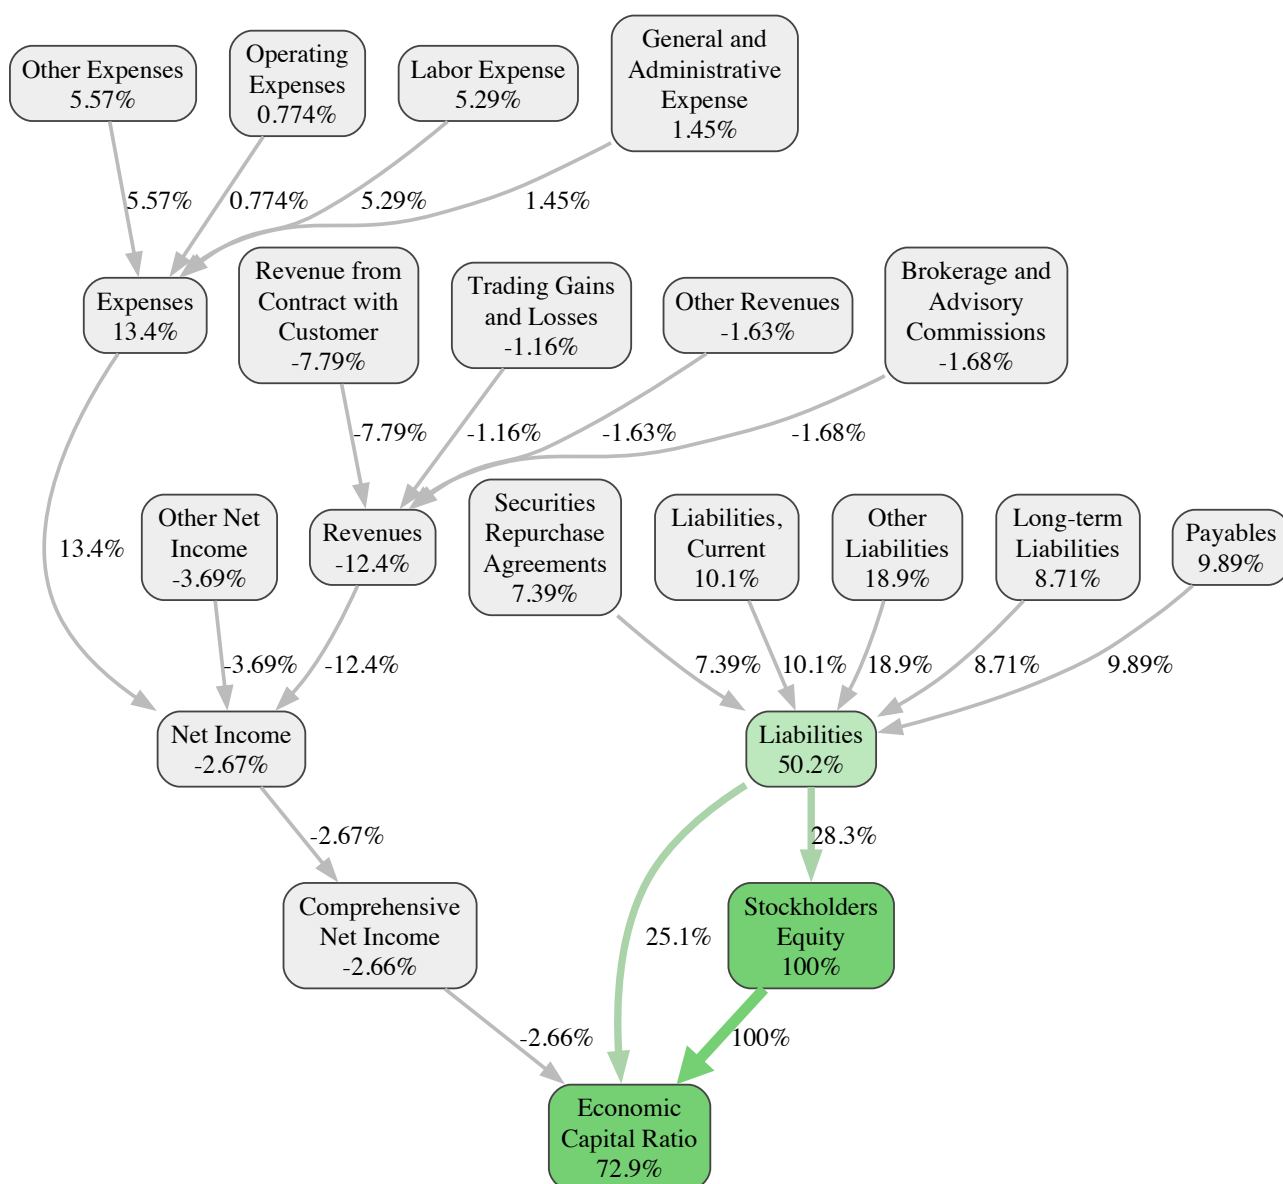 Other Expenses
5.57%
Operating
Expenses
0.774%
Labor Expense
5.29%
General and
Administrative
Expense
1.45%
5.57%
0.774%
5.29%
1.45%
Expenses
13.4%
Revenue from
Contract with
Customer
-7.79%
Trading Gains
and Losses
-1.16%
Other Revenues
-1.63%
Brokerage and
Advisory
Commissions
-1.68%
-7.79%
-1.16%
-1.63%
-1.68%
13.4%
Other Net
Income
-3.69%
Revenues
-12.4%
Securities
Repurchase
Agreements
7.39%
Liabilities,
Current
10.1%
Other
Liabilities
18.9%
Long-term
Liabilities
8.71%
Payables
9.89%
-3.69%
-12.4%
7.39%
10.1%
18.9%
8.71%
9.89%
Net Income
-2.67%
Liabilities
50.2%
-2.67%
28.3%
Comprehensive
Net Income
-2.66%
25.1%
Stockholders
Equity
100%
-2.66%
100%
Economic
Capital Ratio
72.9%